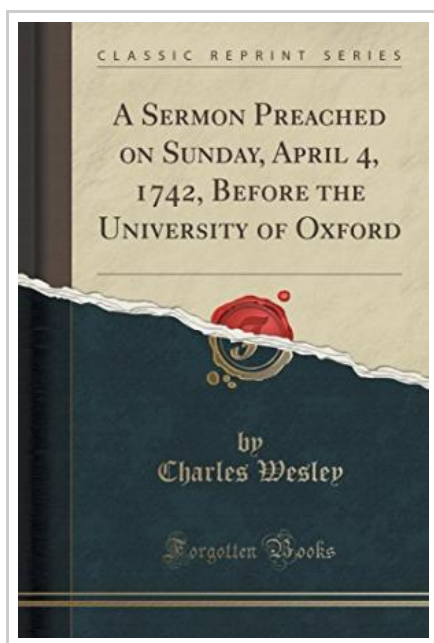 CLASSIC REPRINT SERIES
A SERMON PREACHED
ON SUNDAY, APRIL 4,
1742, BEFORE THE
UNIVERSITY OF OXFORD
by
Charles Wesley
Forgotten Books